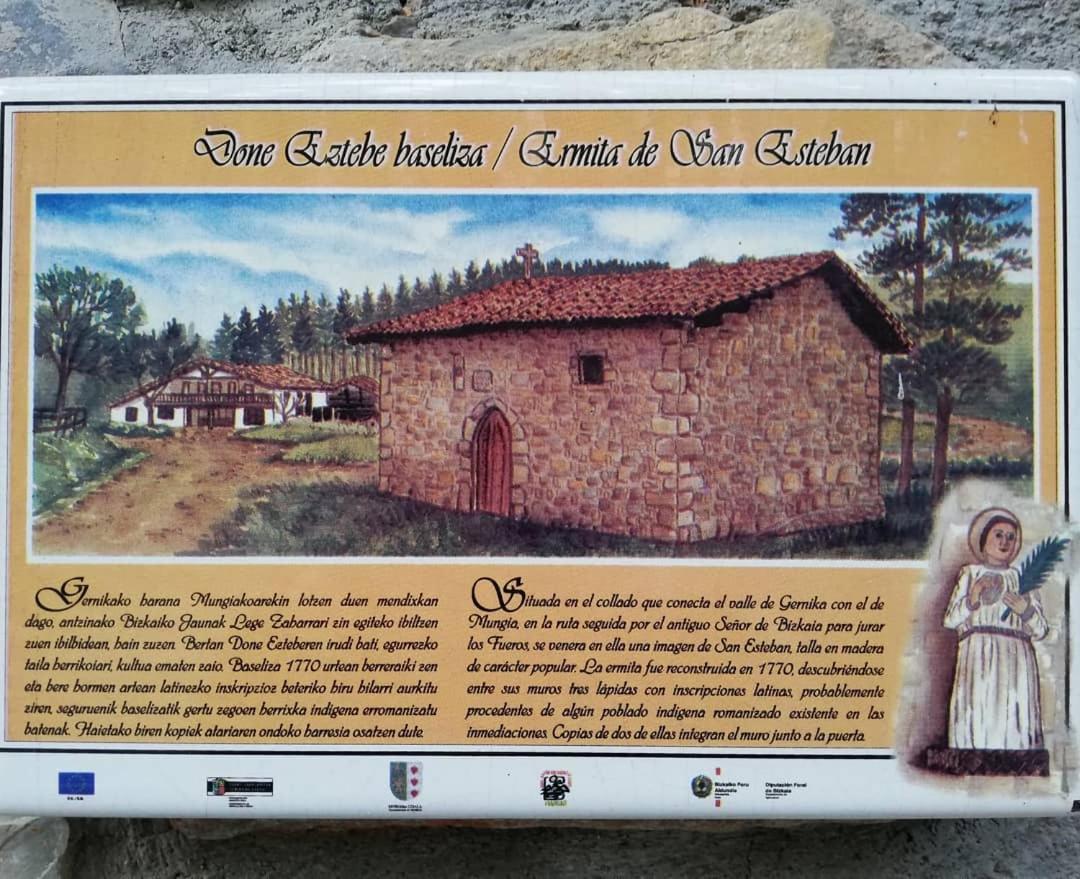 Done Eztebe baseliza / Ermita de San Esteban
Gernikako harana Mungiakoarekin lotzen duen mendixkan
dago, antzinako Bizkaiko Jaunak Lege Zaharrari zin egiteko ibiltzen
zuen ibilbidean, hain zuzen. Bertan Done Ezteberen irudi bati, egurrezko
taila herrikoiari, kultua ematen zaio. Baseliza 1770 urtean berreraiki zen
eta bere hormen artean latinezko inskripzioz beteriko hiru hilarri aurkitu
ziren, seguruenik baselizatik gertu zegoen herrixka indigena erromanizatu
batenak. Haietako biren kopiek atariaren ondoko barresia osatzen dute.
Situada en el collado que conecta el valle de Gernika con el de
Mungia, en la ruta seguida por el antiguo Señor de Bizkaia para jurar
los Fueros, se venera en ella una imagen de San Esteban, talla en madera
de carácter popular. La ermita fue reconstruida en 1770, descubriéndose
entre sus muros tres lápidas con inscripciones latinas, probablemente
procedentes de algún poblado indígena romanizado existente en las
inmediaciones. Copias de dos de ellas integran el muro junto a la puerta.
Bizkaiko Foru
Aldundia
Diputación Foral
de Bizkaia